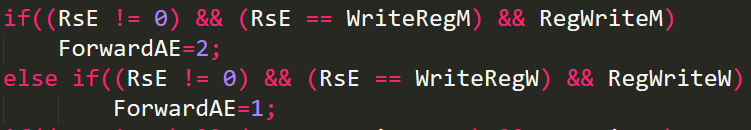 if((RsE != 0) && (RsE == WriteRegM) && RegWriteM)
    ForwardAE=2;
else if((RsE != 0) && (RsE == WriteRegW) && RegWriteW)
        ForwardAE=1;